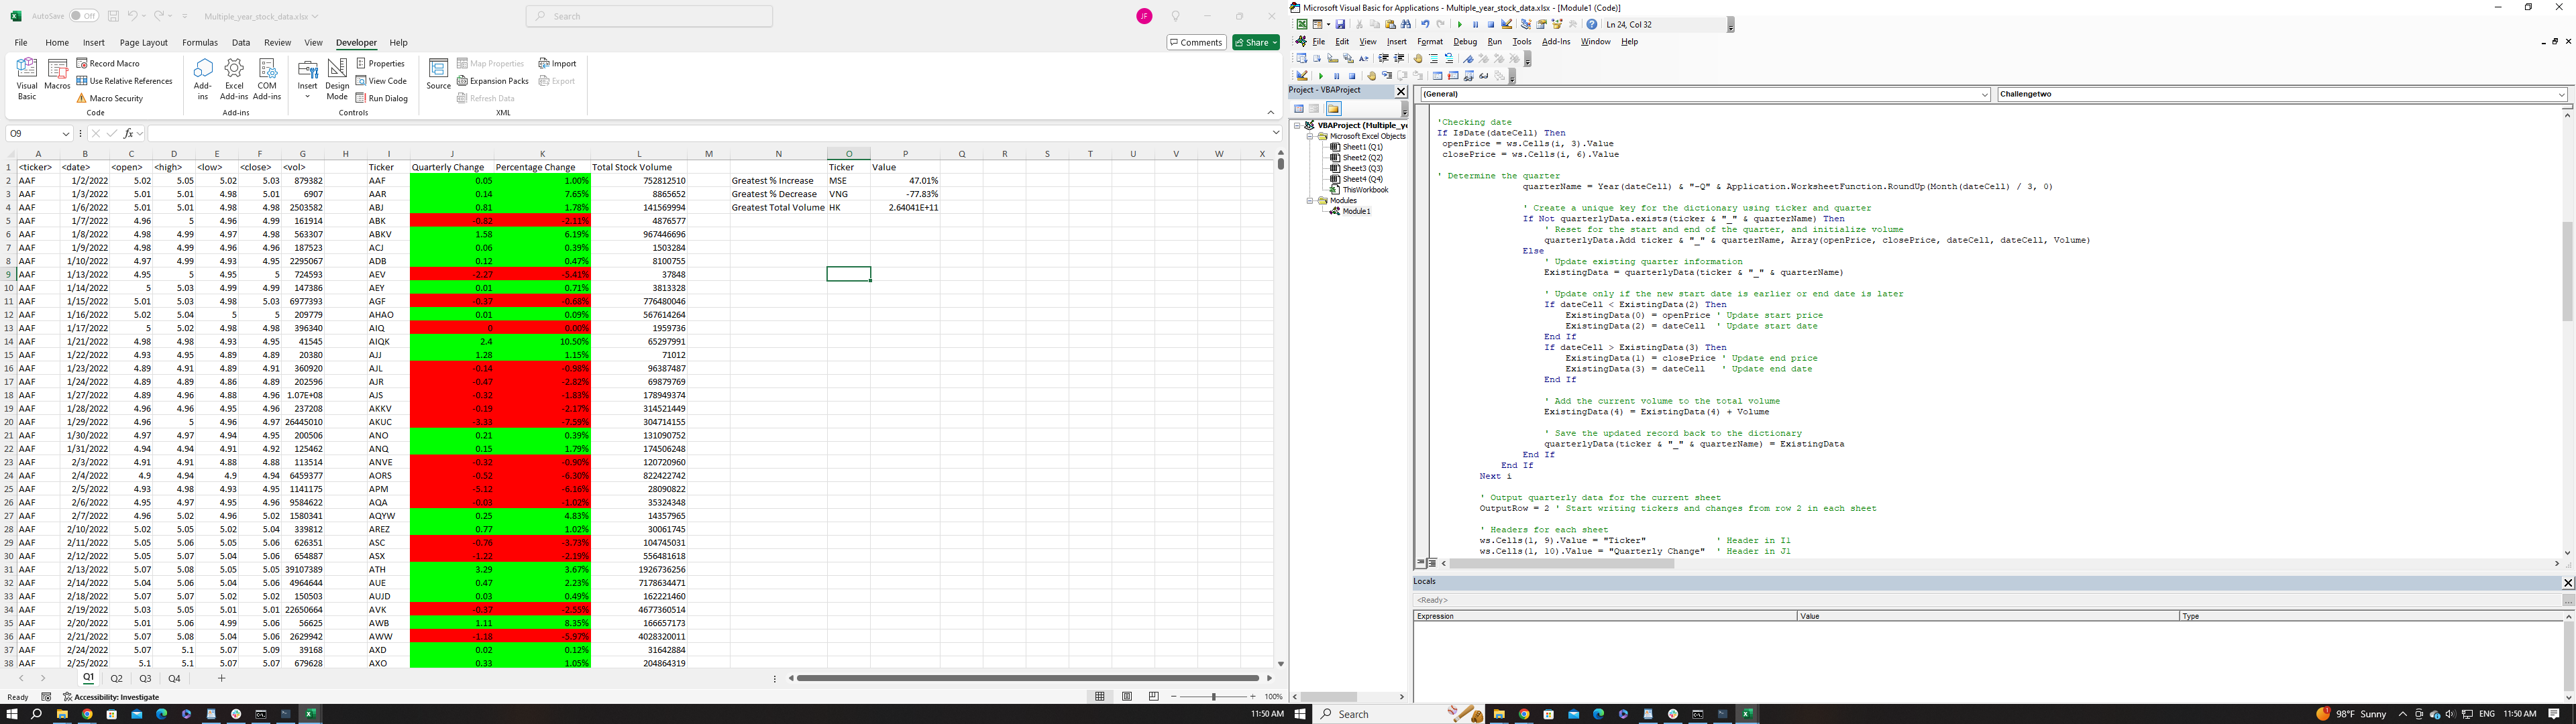 AutoSave Off Multiple_year_stock_data.xlsx Search JF
File Home Insert Page Layout Formulas Data Review View Developer Help Comments Share
Visual Basic Macros Record Macro Use Relative References Macro Security Code
Add-ins Excel Add-ins COM Add-ins Add-ins
Insert Design Mode Properties View Code Run Dialog Controls
Source Map Properties Expansion Packs Refresh Data Import Export XML
O9 fx
A B C D E F G H I J K L M N O P Q R S T U V W X
1 <ticker> <date> <open> <high> <low> <close> <vol> Ticker Quarterly Change Percentage Change Total Stock Volume Ticker Value
2 AAF 1/2/2022 5.02 5.05 5.02 5.03 879382 AAF 0.05 1.00% 752812510 Greatest % Increase MSE 47.01%
3 AAF 1/3/2022 5.01 5.01 4.98 5.01 6907 AAR 0.14 7.65% 8865652 Greatest % Decrease VNG -77.83%
4 AAF 1/6/2022 5.01 5.01 4.98 4.98 2503582 ABJ 0.81 1.78% 141569994 Greatest Total Volume HK 2.64041E+11
5 AAF 1/7/2022 4.96 5 4.96 4.99 161914 ABK -0.82 -2.11% 4876577
6 AAF 1/8/2022 4.98 4.99 4.97 4.98 563307 ABKV 1.58 6.19% 967446696
7 AAF 1/9/2022 4.98 4.99 4.96 4.96 187523 ACJ 0.06 0.39% 1503284
8 AAF 1/10/2022 4.97 4.99 4.93 4.95 2295067 ADB 0.12 0.47% 8100755
9 AAF 1/13/2022 4.95 5 4.95 5 724593 AEV -2.27 -5.41% 37848
10 AAF 1/14/2022 5 5.03 4.99 4.99 147386 AEY 0.01 0.71% 3813328
11 AAF 1/15/2022 5.01 5.03 4.98 5.03 6977393 AGF -0.37 -0.68% 776480046
12 AAF 1/16/2022 5.02 5.04 5 5 209779 AHAO 0.01 0.09% 567614264
13 AAF 1/17/2022 5 5.02 4.98 4.98 396340 AIQ 0 0.00% 1959736
14 AAF 1/21/2022 4.98 4.98 4.93 4.95 41545 AIQK 2.4 10.50% 65297991
15 AAF 1/22/2022 4.93 4.95 4.89 4.89 20380 AJJ 1.28 1.15% 71012
16 AAF 1/23/2022 4.89 4.91 4.89 4.91 360920 AJL -0.14 -0.98% 96387487
17 AAF 1/24/2022 4.89 4.89 4.86 4.89 202596 AJR -0.47 -2.82% 69879769
18 AAF 1/27/2022 4.89 4.96 4.88 4.96 1.07E+08 AJS -0.32 -1.83% 178949374
19 AAF 1/28/2022 4.96 4.96 4.95 4.96 237208 AKKV -0.19 -2.17% 314521449
20 AAF 1/29/2022 4.96 5 4.96 4.97 26445010 AKUC -3.33 -7.59% 304714155
21 AAF 1/30/2022 4.97 4.97 4.94 4.95 200506 ANO 0.21 0.39% 131090752
22 AAF 1/31/2022 4.94 4.94 4.91 4.92 125462 ANQ 0.15 1.79% 174506248
23 AAF 2/3/2022 4.91 4.91 4.88 4.88 113514 ANVE -0.32 -0.90% 120720960
24 AAF 2/4/2022 4.9 4.94 4.9 4.94 6459377 AORS -0.52 -6.30% 822422742
25 AAF 2/5/2022 4.93 4.98 4.93 4.95 1141175 APM -5.12 -6.16% 28090822
26 AAF 2/6/2022 4.95 4.97 4.95 4.96 9584622 AQA -0.03 -1.02% 35324348
27 AAF 2/7/2022 4.96 5.02 4.96 5.02 1580341 AQYW 0.25 4.83% 14357965
28 AAF 2/10/2022 5.02 5.05 5.02 5.04 339812 AREZ 0.77 1.02% 30061745
29 AAF 2/11/2022 5.05 5.06 5.05 5.06 626351 ASC -0.76 -3.73% 104745031
30 AAF 2/12/2022 5.05 5.07 5.04 5.06 654887 ASX -1.22 -2.19% 556481618
31 AAF 2/13/2022 5.07 5.08 5.05 5.05 39107389 ATH 3.29 3.67% 1926736256
32 AAF 2/14/2022 5.04 5.06 5.04 5.06 4964644 AUE 0.47 2.23% 7178634471
33 AAF 2/18/2022 5.07 5.07 5.02 5.02 150503 AUJD 0.03 0.49% 162221460
34 AAF 2/19/2022 5.03 5.05 5.01 5.01 22650664 AVK -0.37 -2.55% 4677360514
35 AAF 2/20/2022 5.01 5.06 4.99 5.06 56625 AWB 1.11 8.35% 166657173
36 AAF 2/21/2022 5.07 5.08 5.04 5.06 2629942 AWW -1.18 -5.97% 4028320011
37 AAF 2/24/2022 5.07 5.1 5.07 5.09 39168 AXD 0.02 0.12% 31642884
38 AAF 2/25/2022 5.1 5.1 5.07 5.07 679628 AXO 0.33 1.05% 204864319
Q1 Q2 Q3 Q4
Ready Accessibility: Investigate 100%
11:50 AM
Microsoft Visual Basic for Applications - Multiple_year_stock_data.xlsx - [Module1 (Code)]
Ln 24, Col 32
File Edit View Insert Format Debug Run Tools Add-Ins Window Help
Project - VBAProject
VBAProject (Multiple_ye
Microsoft Excel Objects
Sheet1 (Q1)
Sheet2 (Q2)
Sheet3 (Q3)
Sheet4 (Q4)
ThisWorkbook
Modules
Module1
(General) Challengetwo
'Checking date
If IsDate(dateCell) Then
openPrice = ws.Cells(i, 3).Value
closePrice = ws.Cells(i, 6).Value
' Determine the quarter
quarterName = Year(dateCell) & "-Q" & Application.WorksheetFunction.RoundUp(Month(dateCell) / 3, 0)
' Create a unique key for the dictionary using ticker and quarter
If Not quarterlyData.exists(ticker & "_" & quarterName) Then
' Reset for the start and end of the quarter, and initialize volume
quarterlyData.Add ticker & "_" & quarterName, Array(openPrice, closePrice, dateCell, dateCell, Volume)
Else
' Update existing quarter information
ExistingData = quarterlyData(ticker & "_" & quarterName)
' Update only if the new start date is earlier or end date is later
If dateCell < ExistingData(2) Then
ExistingData(0) = openPrice ' Update start price
ExistingData(2) = dateCell ' Update start date
End If
If dateCell > ExistingData(3) Then
ExistingData(1) = closePrice ' Update end price
ExistingData(3) = dateCell ' Update end date
End If
' Add the current volume to the total volume
ExistingData(4) = ExistingData(4) + Volume
' Save the updated record back to the dictionary
quarterlyData(ticker & "_" & quarterName) = ExistingData
End If
End If
Next i
' Output quarterly data for the current sheet
OutputRow = 2 ' Start writing tickers and changes from row 2 in each sheet
' Headers for each sheet
ws.Cells(1, 9).Value = "Ticker" ' Header in I1
ws.Cells(1, 10).Value = "Quarterly Change" ' Header in J1
Locals
<Ready>
Expression Value Type
Search 98°F Sunny ENG 11:50 AM